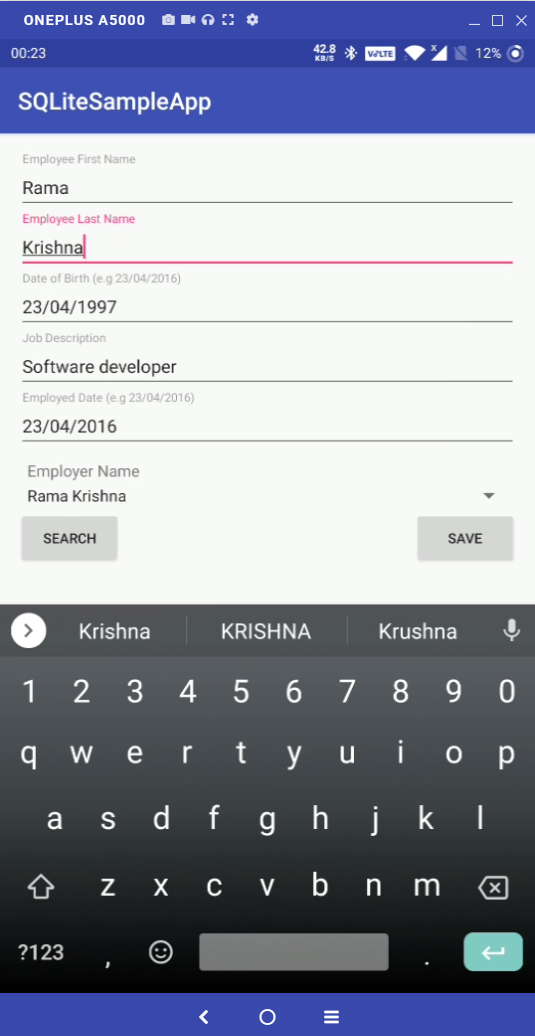 ONEPLUS A5000
00:23 42.8 KB/S VoLTE x 12%
SQLiteSampleApp
Employee First Name
Rama
Employee Last Name
Krishna
Date of Birth (e.g 23/04/2016)
23/04/1997
Job Description
Software developer
Employed Date (e.g 23/04/2016)
23/04/2016
Employer Name
Rama Krishna
SEARCH SAVE
Krishna KRISHNA Krushna
1 2 3 4 5 6 7 8 9 0
q w e r t y u i o p
a s d f g h j k l
z x c v b n m
?123 , .